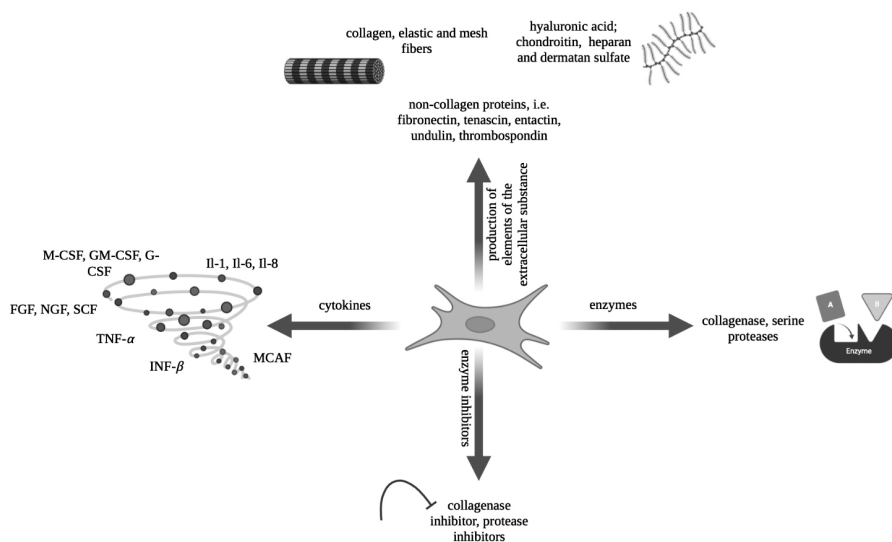 collagen, elastic and mesh
fibers
hyaluronic acid;
chondroitin, heparan
and dermatan sulfate
non-collagen proteins, i.e.
fibronectin, tenascin, entactin,
undulin, thrombospondin
production of
elements of the
extracellular substance
M-CSF, GM-CSF, G-
CSF
Il-1, Il-6, Il-8
FGF, NGF, SCF
TNF-α
INF-β
MCAF
cytokines
enzymes
collagenase, serine
proteases
A
B
Enzyme
enzyme inhibitors
collagenase
inhibitor, protease
inhibitors